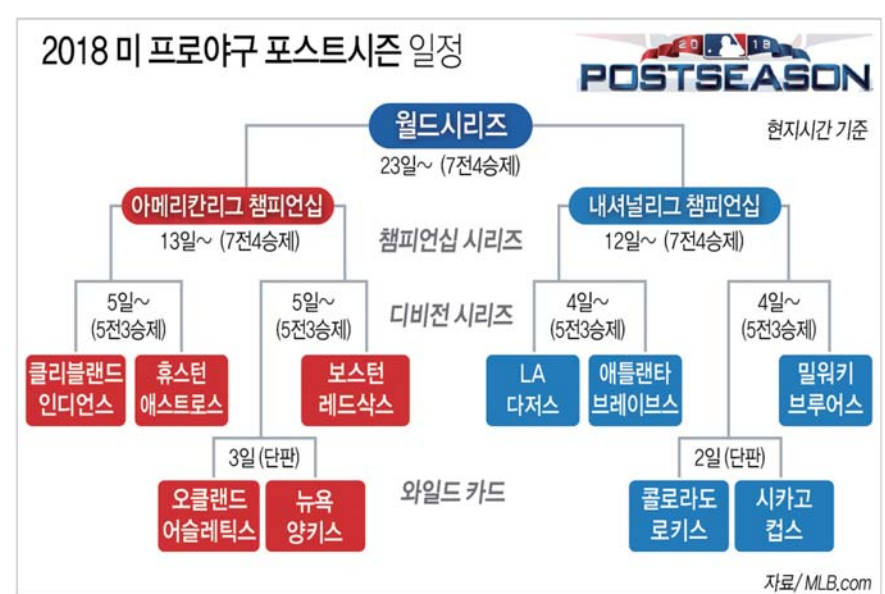 2018 미 프로야구 포스트시즌 일정
2018
POSTSEASON
현지시간 기준
월드시리즈
23일~ (7전4승제)
아메리칸리그 챔피언십
내셔널리그 챔피언십
13일~ (7전4승제)
챔피언십 시리즈
12일~ (7전4승제)
5일~
(5전3승제)
5일~
(5전3승제)
디비전 시리즈
4일~
(5전3승제)
4일~
(5전3승제)
클리블랜드
인디언스
휴스턴
애스트로스
보스턴
레드삭스
LA
다저스
애틀랜타
브레이브스
밀워키
브루어스
3일(단판)
2일(단판)
와일드 카드
오클랜드
어슬레틱스
뉴욕
양키스
콜로라도
로키스
시카고
컵스
자료/ MLB.com